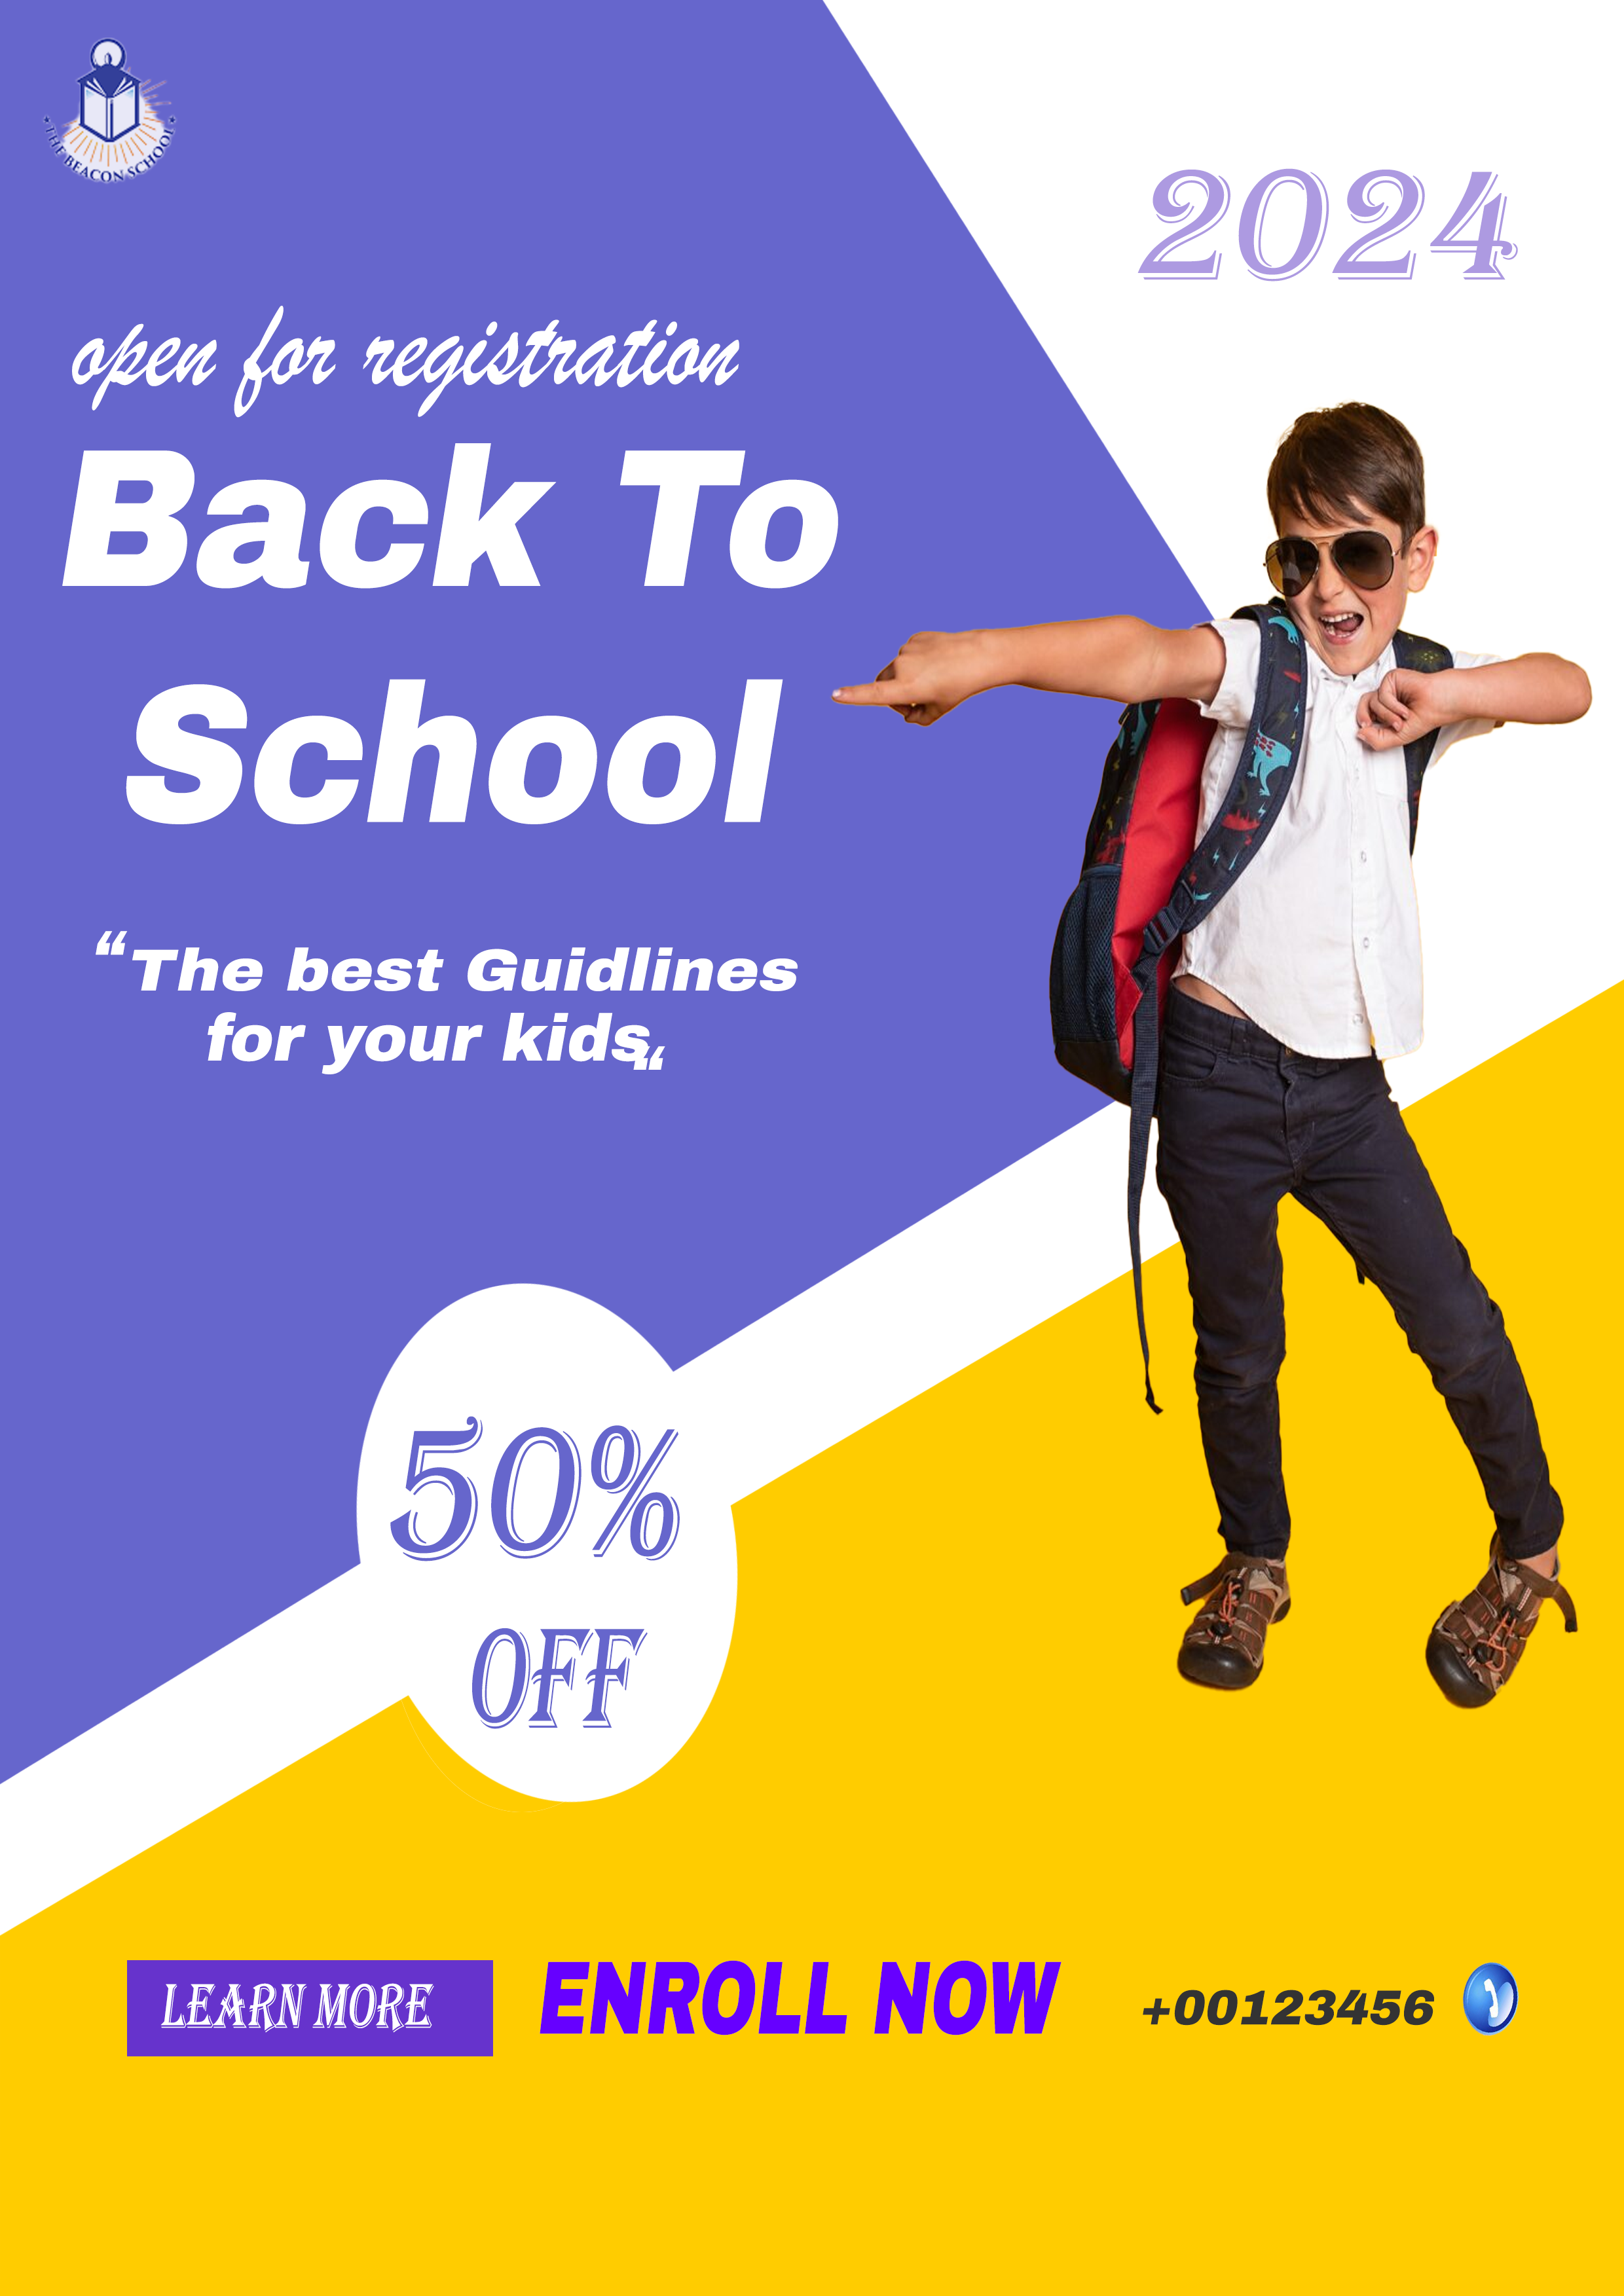 THE BEACON SCHOOL
2024
open for registration
Back To
School
❝The best Guidlines
for your kids❝
50%
OFF
LEARN MORE
ENROLL NOW
+00123456